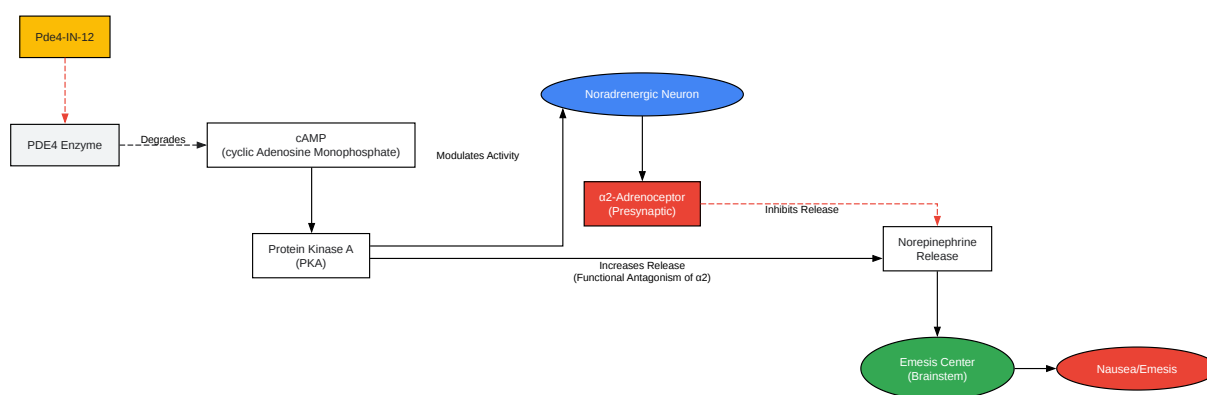 Pde4-IN-12
PDE4 Enzyme
Degrades
cAMP
(cyclic Adenosine Monophosphate)
Modulates Activity
Noradrenergic Neuron
α2-Adrenoceptor
(Presynaptic)
Inhibits Release
Protein Kinase A
(PKA)
Increases Release
(Functional Antagonism of α2)
Norepinephrine
Release
Emesis Center
(Brainstem)
Nausea/Emesis